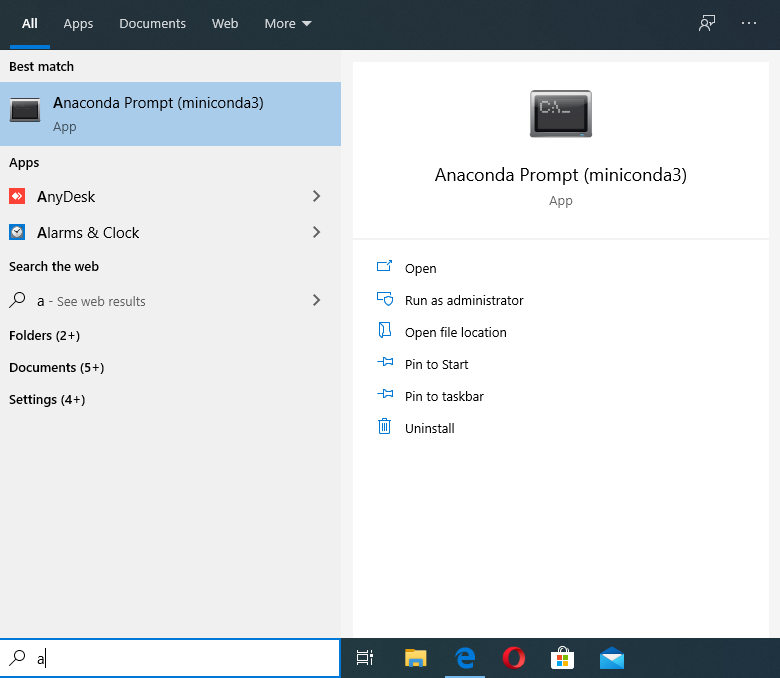 All Apps Documents Web More
Best match
Anaconda Prompt (miniconda3)
App
Apps
AnyDesk
Alarms & Clock
Search the web
a - See web results
Folders (2+)
Documents (5+)
Settings (4+)
C:\_
Anaconda Prompt (miniconda3)
App
Open
Run as administrator
Open file location
Pin to Start
Pin to taskbar
Uninstall
a